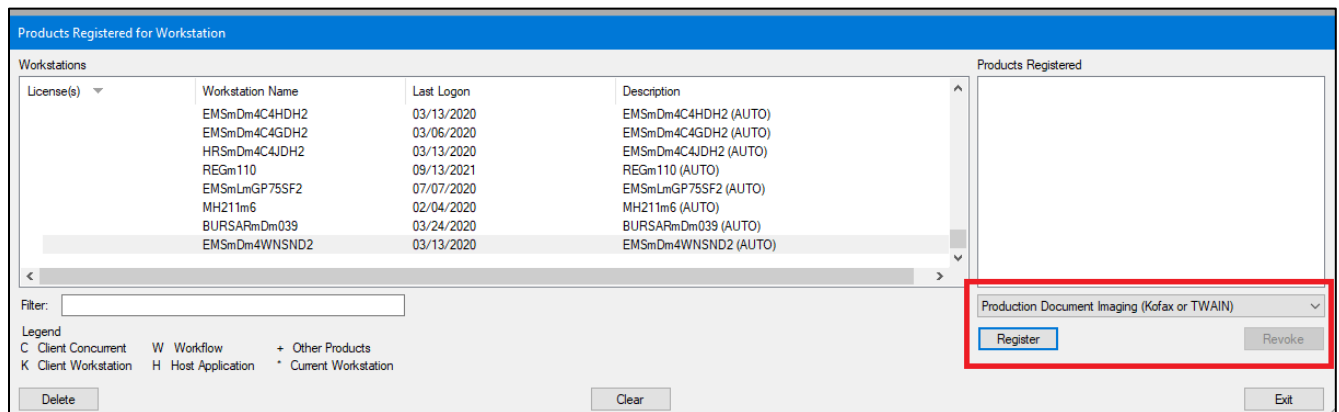 Products Registered for Workstation
Workstations Products Registered
License(s) Workstation Name Last Logon Description
EMSmDm4C4HDH2 03/13/2020 EMSmDm4C4HDH2 (AUTO)
EMSmDm4C4GDH2 03/06/2020 EMSmDm4C4GDH2 (AUTO)
HRSmDm4C4JDH2 03/13/2020 EMSmDm4C4JDH2 (AUTO)
REGm110 09/13/2021 REGm110 (AUTO)
EMSmLmGP75SF2 07/07/2020 EMSmLmGP75SF2 (AUTO)
MH211m6 02/04/2020 MH211m6 (AUTO)
BURSARmDm039 03/24/2020 BURSARmDm039 (AUTO)
EMSmDm4WNSND2 03/13/2020 EMSmDm4WNSND2 (AUTO)
Filter: Production Document Imaging (Kofax or TWAIN)
Legend
C Client Concurrent W Workflow + Other Products Register Revoke
K Client Workstation H Host Application * Current Workstation
Delete Clear Exit